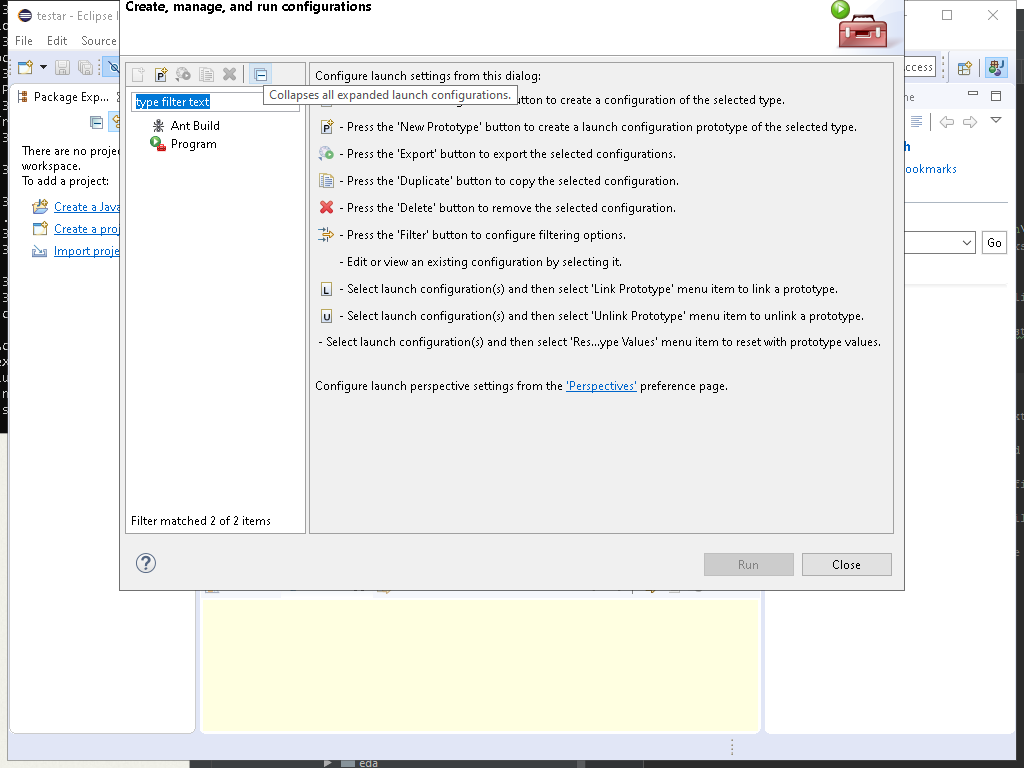 Create, manage, and run configurations
testar - Eclipse I
File Edit Source
ccess
Package Exp...
type filter text
Ant Build
Program
Filter matched 2 of 2 items
There are no proje
workspace.
To add a project:
Create a Java
Create a proj
Import proje
Configure launch settings from this dialog:
Collapses all expanded launch configurations.
utton to create a configuration of the selected type.
P - Press the 'New Prototype' button to create a launch configuration prototype of the selected type.
- Press the 'Export' button to export the selected configurations.
- Press the 'Duplicate' button to copy the selected configuration.
- Press the 'Delete' button to remove the selected configuration.
- Press the 'Filter' button to configure filtering options.
- Edit or view an existing configuration by selecting it.
L - Select launch configuration(s) and then select 'Link Prototype' menu item to link a prototype.
U - Select launch configuration(s) and then select 'Unlink Prototype' menu item to unlink a prototype.
- Select launch configuration(s) and then select 'Res...ype Values' menu item to reset with prototype values.
Configure launch perspective settings from the 'Perspectives' preference page.
ookmarks
Go
?
Run
Close
eda